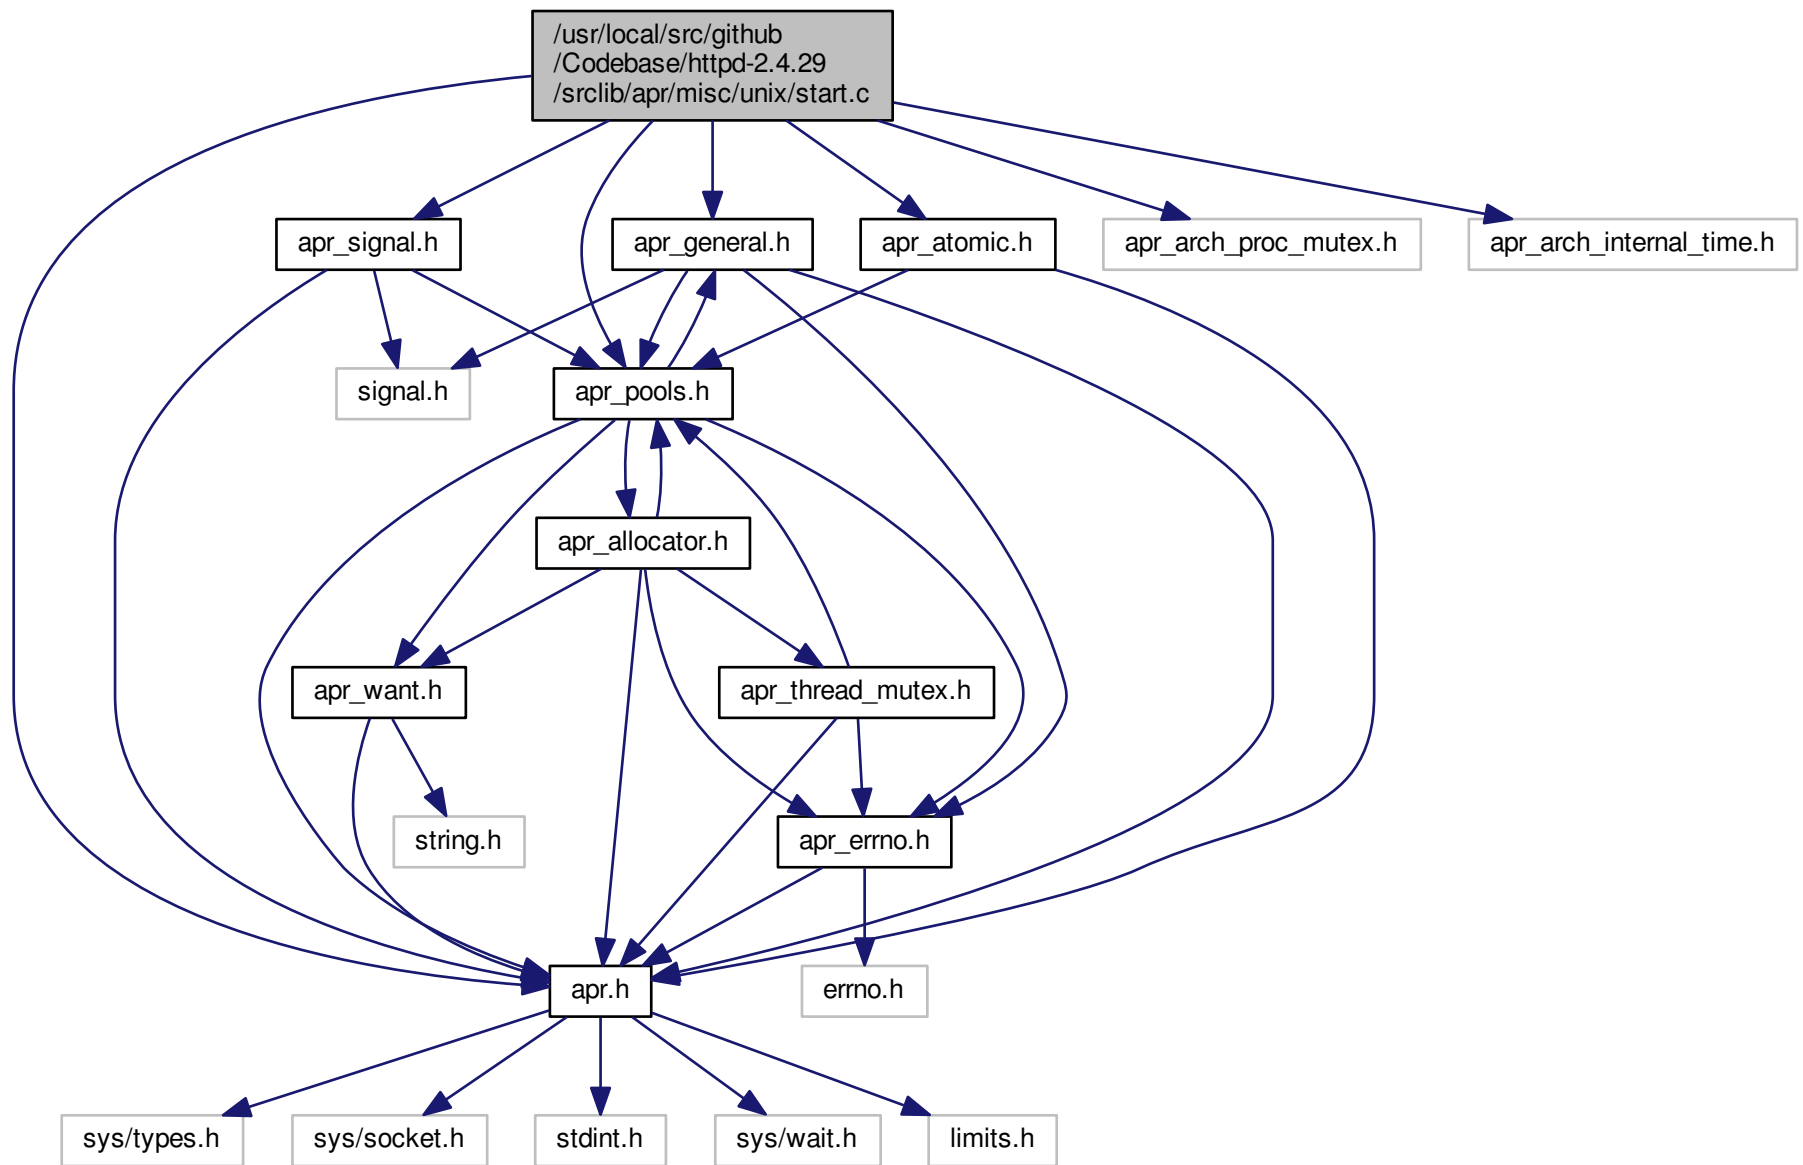 /usr/local/src/github
/Codebase/httpd-2.4.29
/srclib/apr/misc/unix/start.c
apr_signal.h
apr_general.h
apr_atomic.h
apr_arch_proc_mutex.h
apr_arch_internal_time.h
signal.h
apr_pools.h
apr_allocator.h
apr_want.h
apr_thread_mutex.h
string.h
apr_errno.h
apr.h
errno.h
sys/types.h
sys/socket.h
stdint.h
sys/wait.h
limits.h